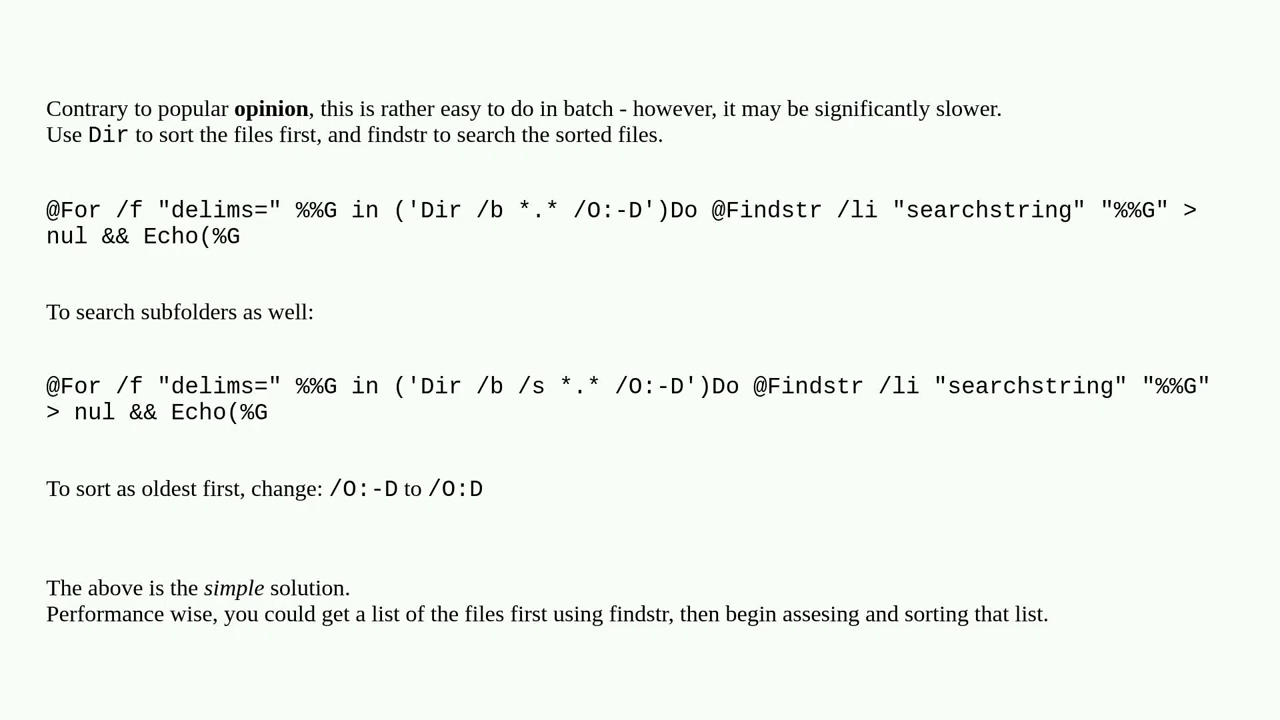 Contrary to popular opinion, this is rather easy to do in batch - however, it may be significantly slower.
Use Dir to sort the files first, and findstr to search the sorted files.
@For /f "delims=" %%G in ('Dir /b *.* /O:-D')Do @Findstr /li "searchstring" "%%G" >
nul && Echo(%G
To search subfolders as well:
@For /f "delims=" %%G in ('Dir /b /s *.* /O:-D')Do @Findstr /li "searchstring" "%%G"
> nul && Echo(%G
To sort as oldest first, change: /O:-D to /O:D
The above is the simple solution.
Performance wise, you could get a list of the files first using findstr, then begin assesing and sorting that list.